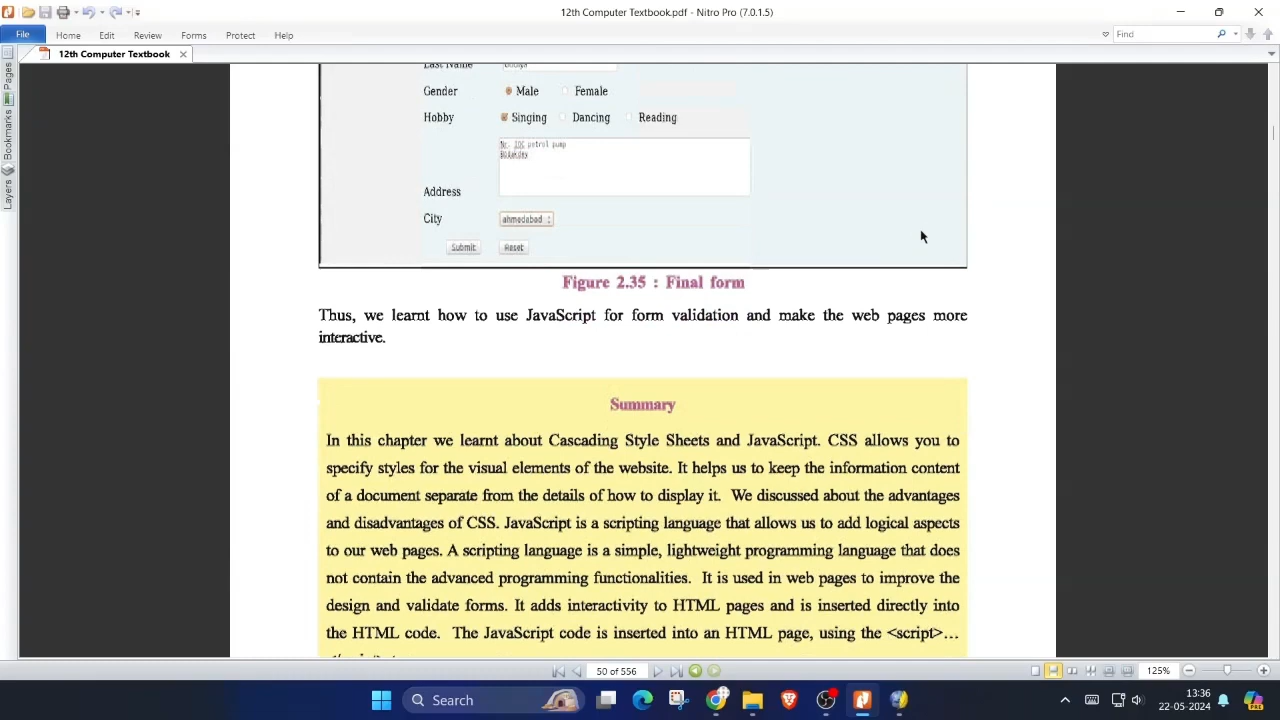 12th Computer Textbook.pdf - Nitro Pro (7.0.1.5)
File Home Edit Review Forms Protect Help
Find
12th Computer Textbook
Pages
Bookmarks
Layers
Last Name
Gender Male Female
Hobby Singing Dancing Reading
petrol pump
Address
City ahmedabad
Submit Reset
Figure 2.35 : Final form
Thus, we learnt how to use JavaScript for form validation and make the web pages more
interactive.
Summary
In this chapter we learnt about Cascading Style Sheets and JavaScript. CSS allows you to
specify styles for the visual elements of the website. It helps us to keep the information content
of a document separate from the details of how to display it. We discussed about the advantages
and disadvantages of CSS. JavaScript is a scripting language that allows us to add logical aspects
to our web pages. A scripting language is a simple, lightweight programming language that does
not contain the advanced programming functionalities. It is used in web pages to improve the
design and validate forms. It adds interactivity to HTML pages and is inserted directly into
the HTML code. The JavaScript code is inserted into an HTML page, using the <script>...
50 of 556
125%
Search
13:36
22-05-2024